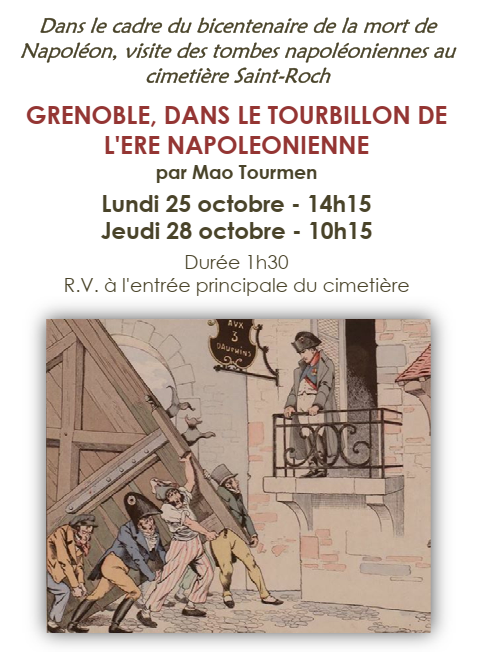 Dans le cadre du bicentenaire de la mort de
Napoléon, visite des tombes napoléoniennes au
cimetière Saint-Roch
GRENOBLE, DANS LE TOURBILLON DE
L'ERE NAPOLEONIENNE
par Mao Tourmen
Lundi 25 octobre - 14h15
Jeudi 28 octobre - 10h15
Durée 1h30
R.V. à l'entrée principale du cimetière
AUX
3
DAUPHINS